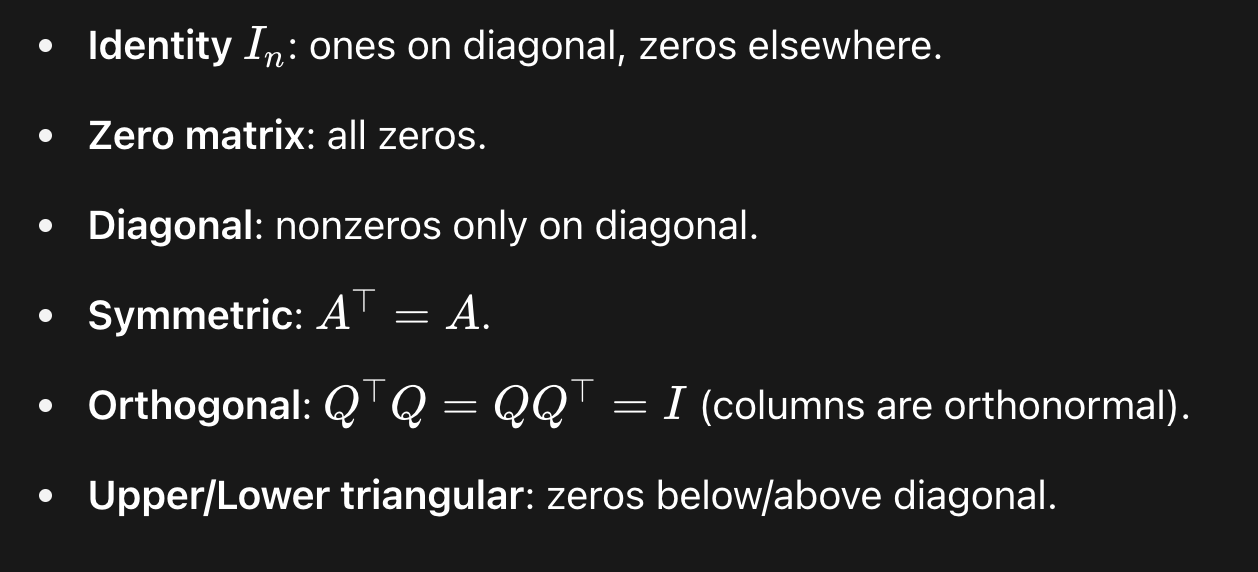 • Identity Iₙ: ones on diagonal, zeros elsewhere.
• Zero matrix: all zeros.
• Diagonal: nonzeros only on diagonal.
• Symmetric: A⊤ = A.
• Orthogonal: Q⊤Q = QQ⊤ = I (columns are orthonormal).
• Upper/Lower triangular: zeros below/above diagonal.